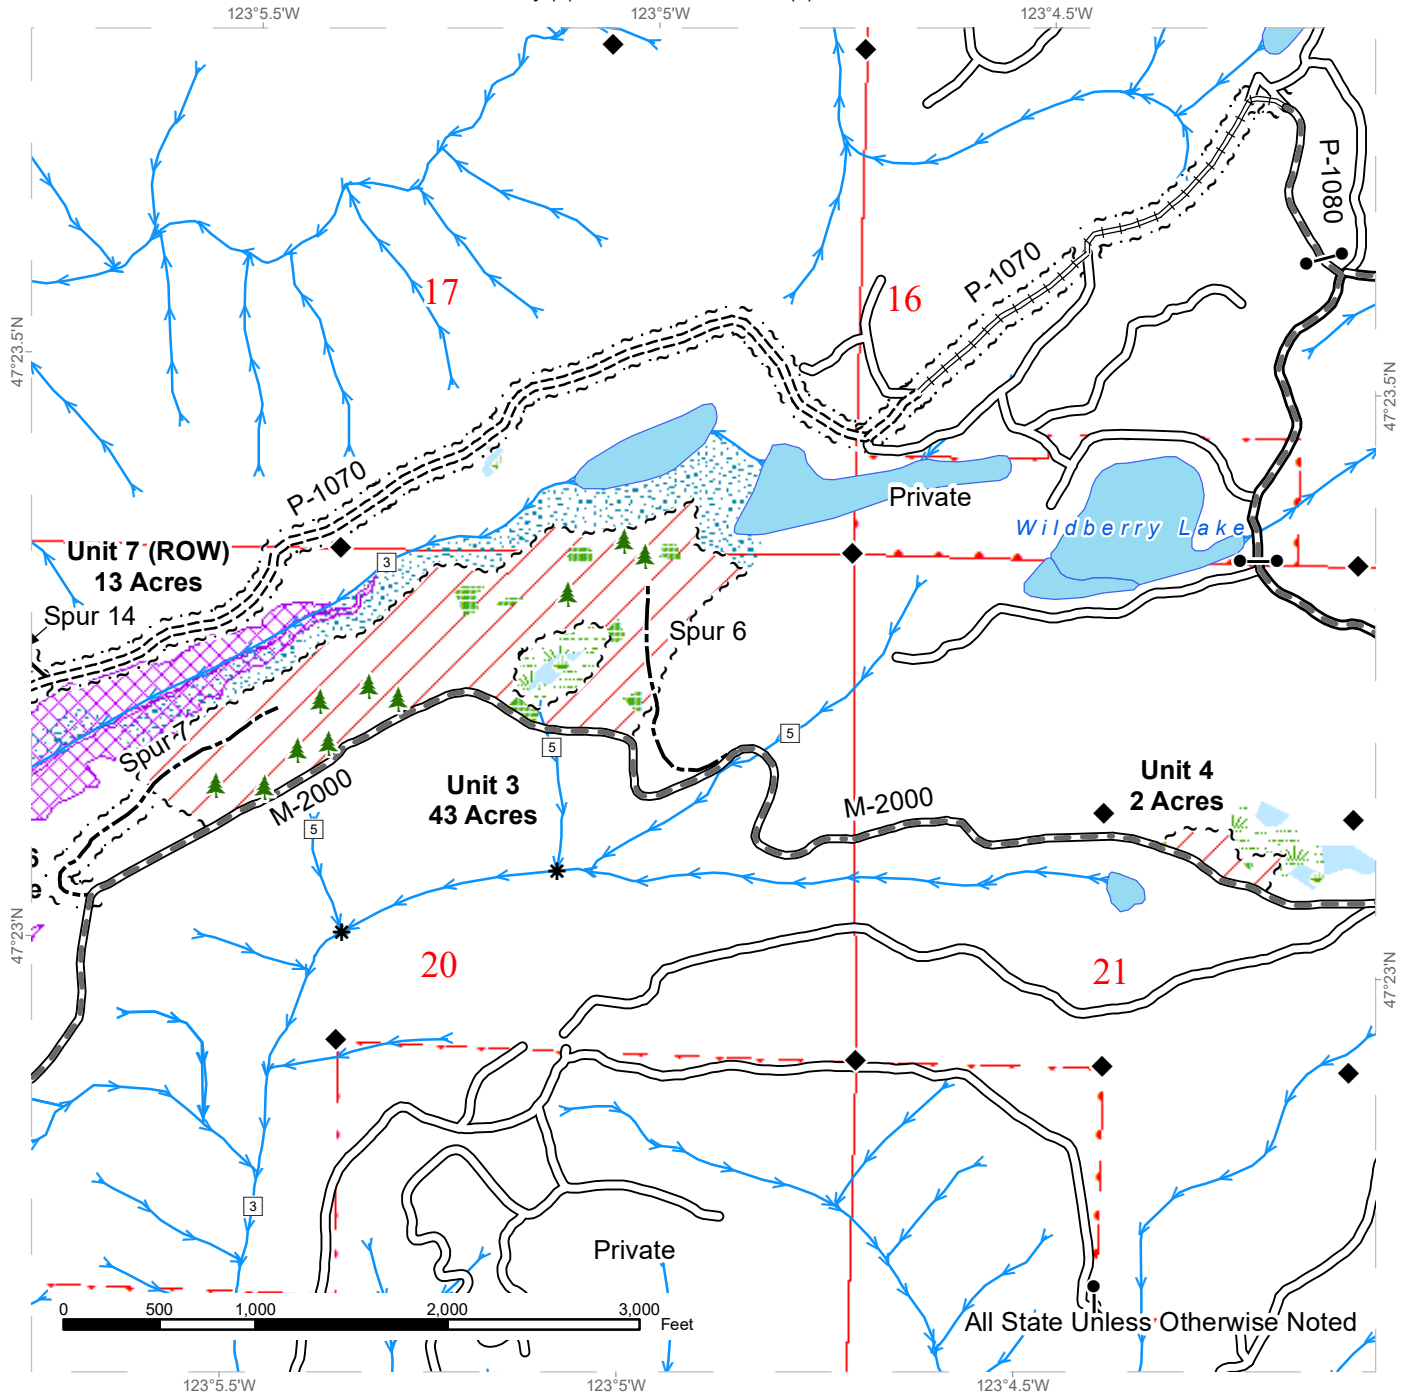 123°5.5'W
123°5'W
123°4.5'W
P-1080
17
16
P-1070
47°23.5'N
47°23.5'N
P-1070
Private
Wildberry Lake
Unit 7 (ROW)
13 Acres
3
Spur 14
Spur 6
Spur 7
5
5
Unit 3
43 Acres
M-2000
M-2000
Unit 4
2 Acres
5
47°23'N
47°23'N
20
21
3
Private
0
500
1,000
2,000
3,000
Feet
All State Unless Otherwise Noted
123°5.5'W
123°5'W
123°4.5'W